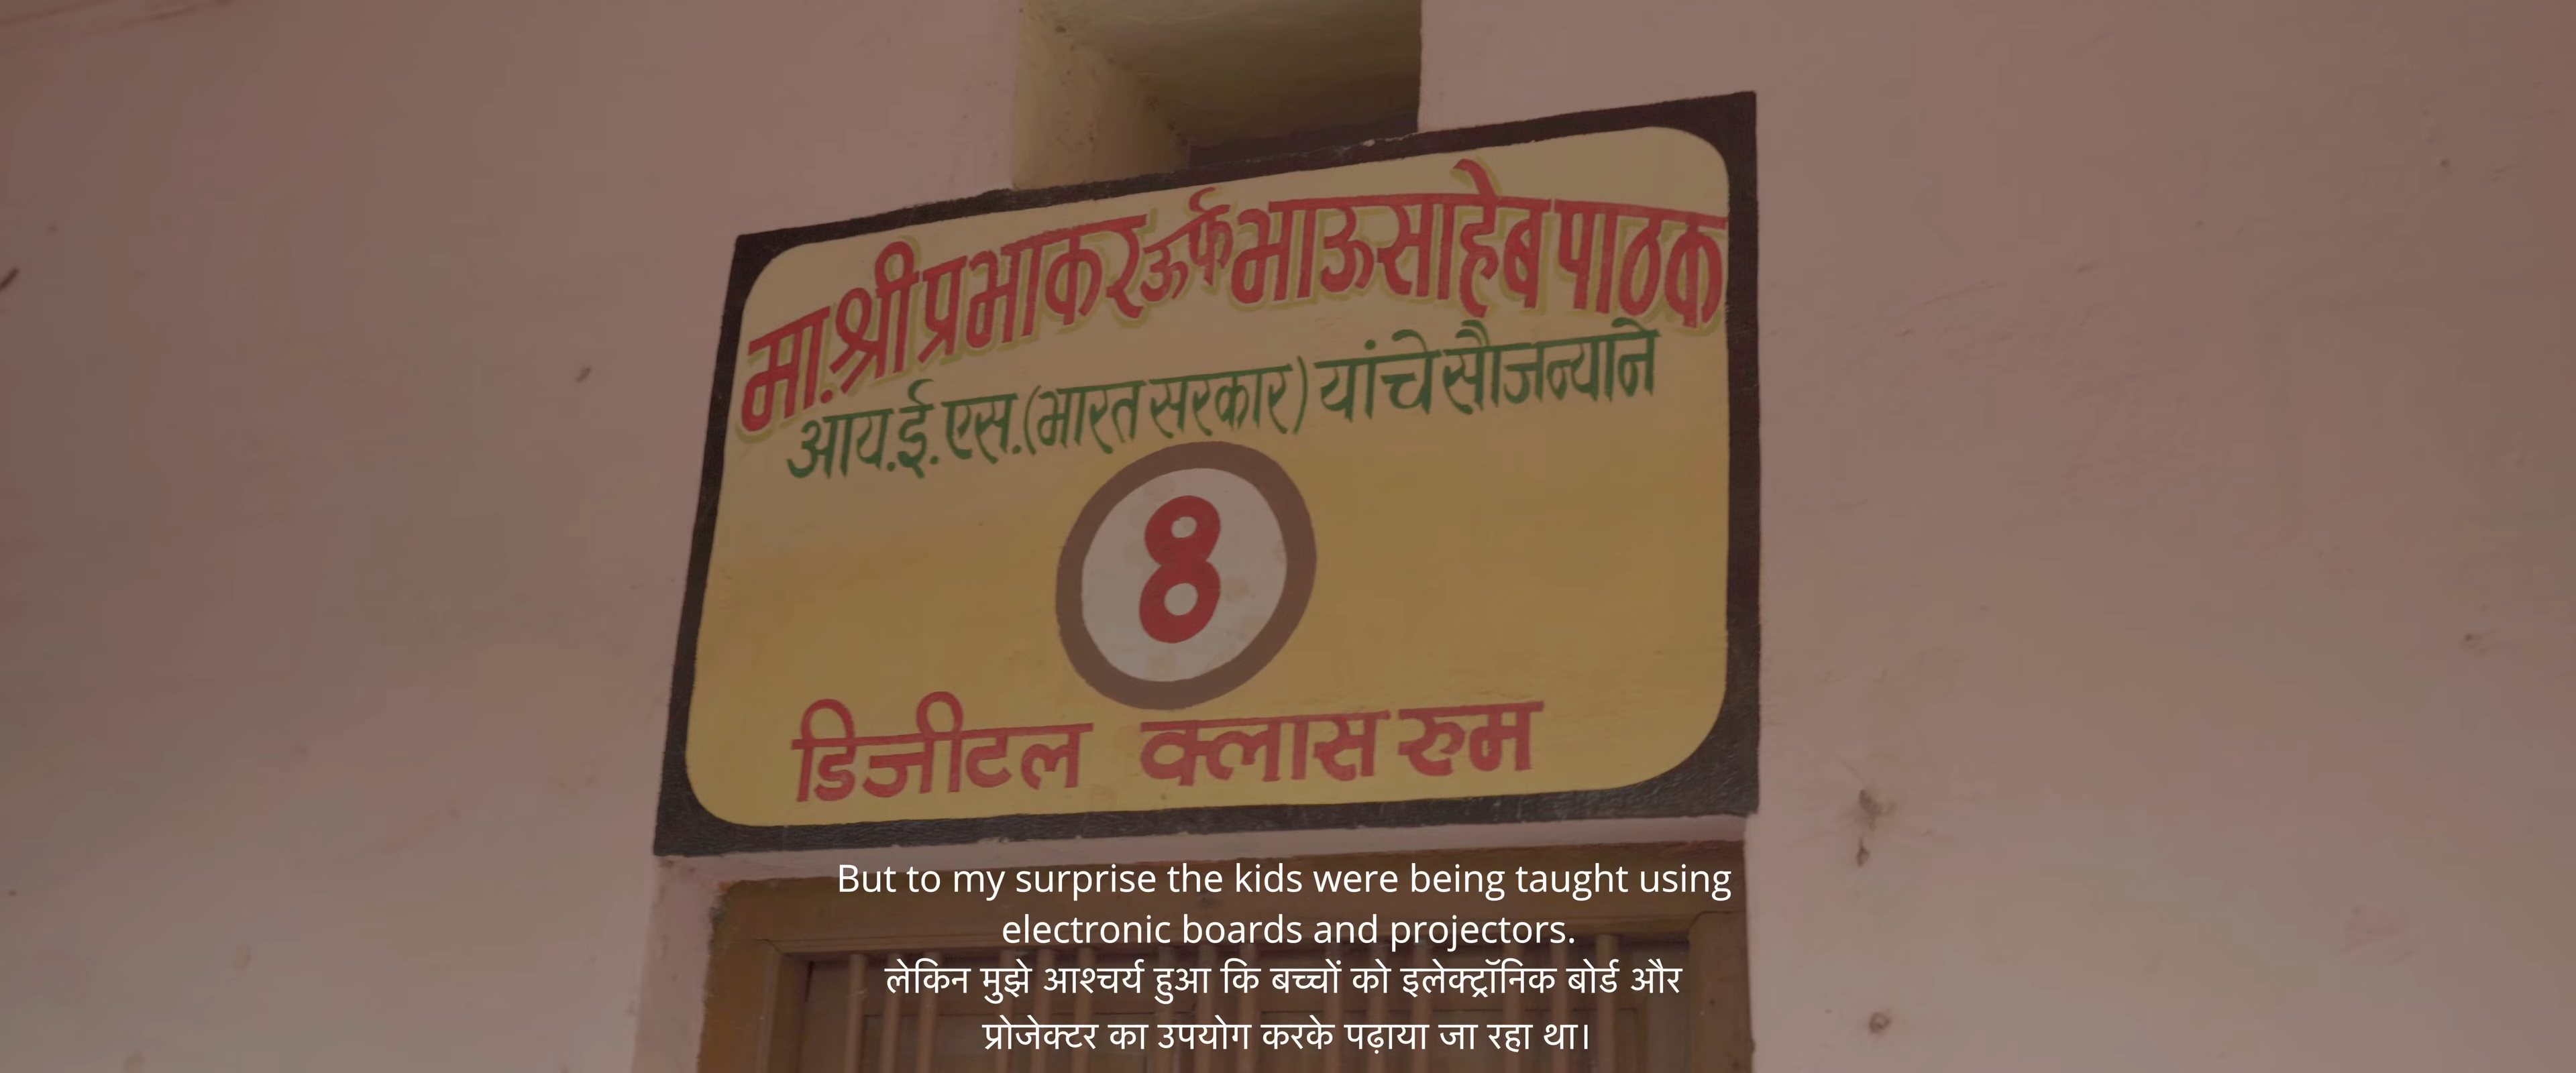 मा.श्री प्रभाकर ऊर्फ भाऊसाहेब पाठक
आय.ई.एस.(भारत सरकार) यांचे सौजन्याने
8
डिजीटल क्लास रुम
But to my surprise the kids were being taught using
electronic boards and projectors.
लेकिन मुझे आश्चर्य हुआ कि बच्चों को इलेक्ट्रॉनिक बोर्ड और
प्रोजेक्टर का उपयोग करके पढ़ाया जा रहा था।